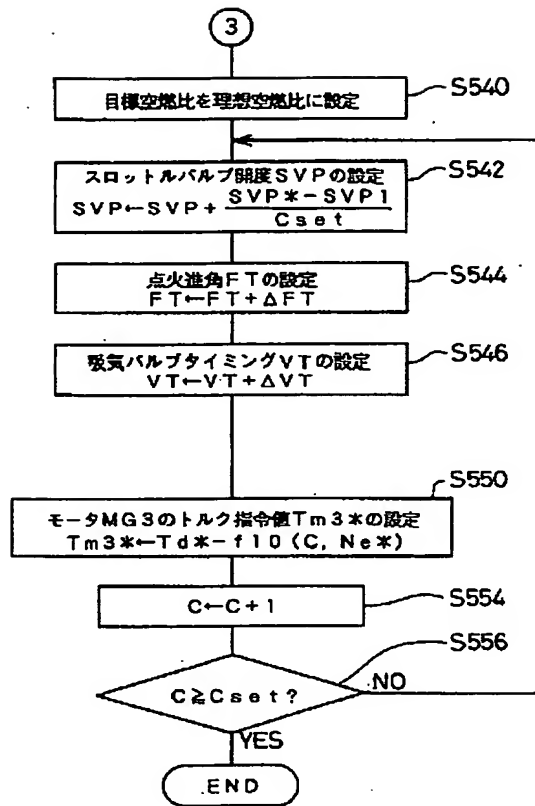 3
目標空燃比を理想空燃比に設定
S540
スロットルバルブ開度SVPの設定
SVP←SVP+ SVP*-SVP1 / Cset
S542
点火進角FTの設定
FT←FT+ΔFT
S544
吸気バルブタイミングVTの設定
VT←VT+ΔVT
S546
S550
モータMG3のトルク指令値Tm3*の設定
Tm3*←Td*-f10(C, Ne*)
C←C+1
S554
S556
C≧Cset?
NO
YES
END